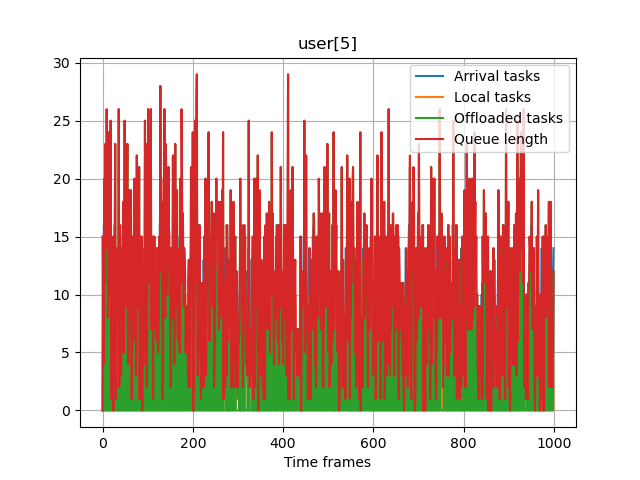 user[5]
30
25
20
15
10
5
0
Arrival tasks
Local tasks
Offloaded tasks
Queue length
0 200 400 600 800 1000
Time frames